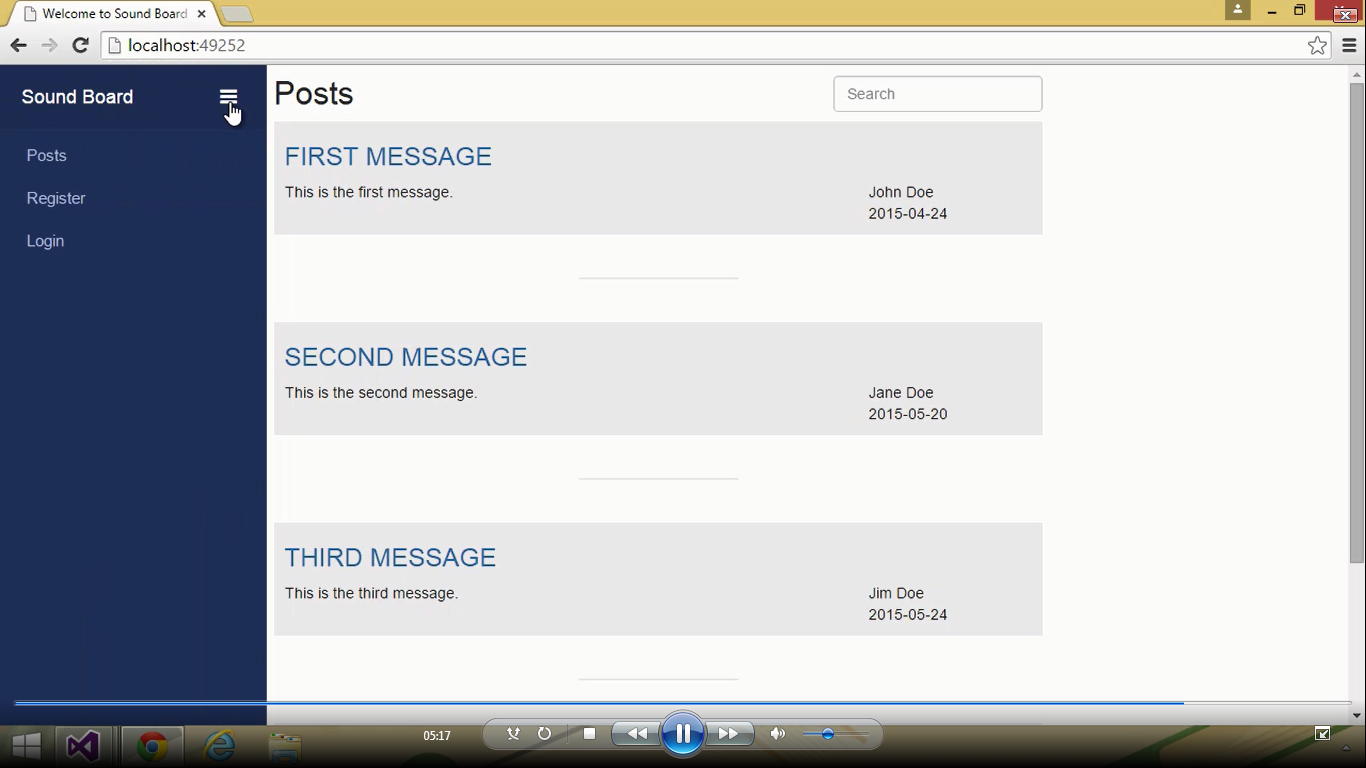 Welcome to Sound Board
localhost:49252
Sound Board
Posts
Register
Login
Posts
Search
FIRST MESSAGE
This is the first message.
John Doe
2015-04-24
SECOND MESSAGE
This is the second message.
Jane Doe
2015-05-20
THIRD MESSAGE
This is the third message.
Jim Doe
2015-05-24
05:17